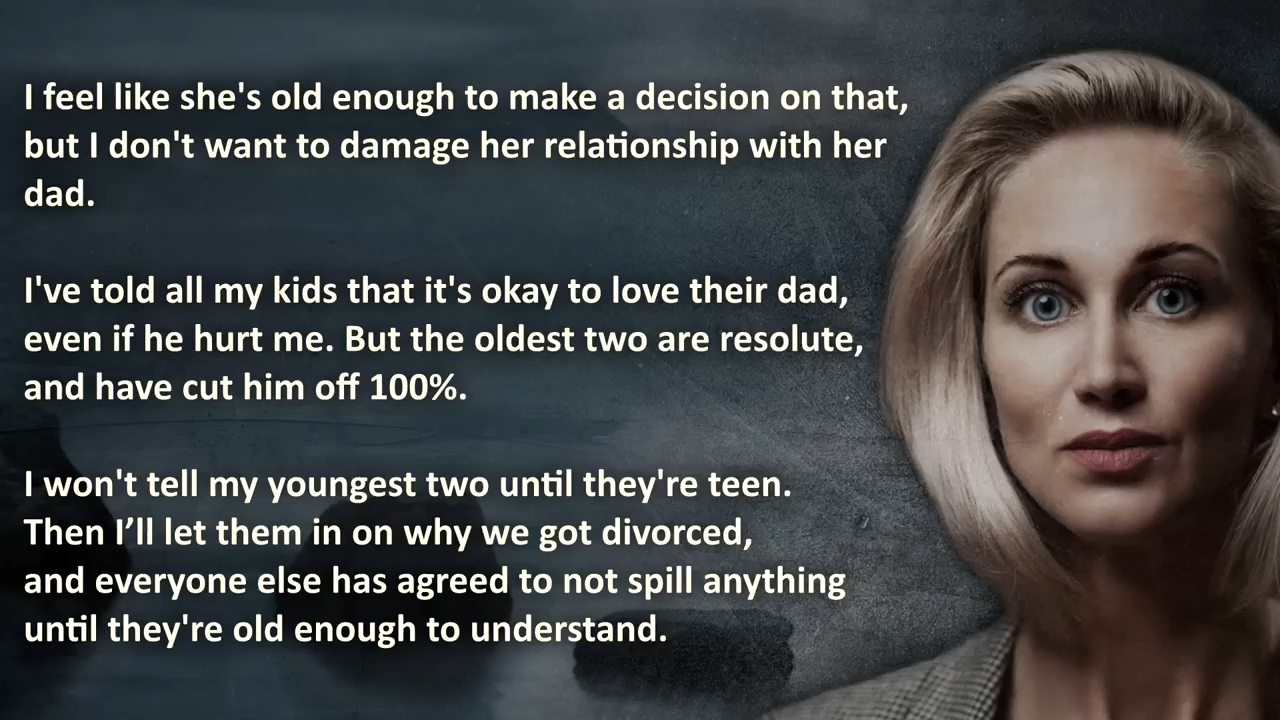 I feel like she's old enough to make a decision on that,
but I don't want to damage her relationship with her
dad.
I've told all my kids that it's okay to love their dad,
even if he hurt me. But the oldest two are resolute,
and have cut him off 100%.
I won't tell my youngest two until they're teen.
Then I’ll let them in on why we got divorced,
and everyone else has agreed to not spill anything
until they're old enough to understand.